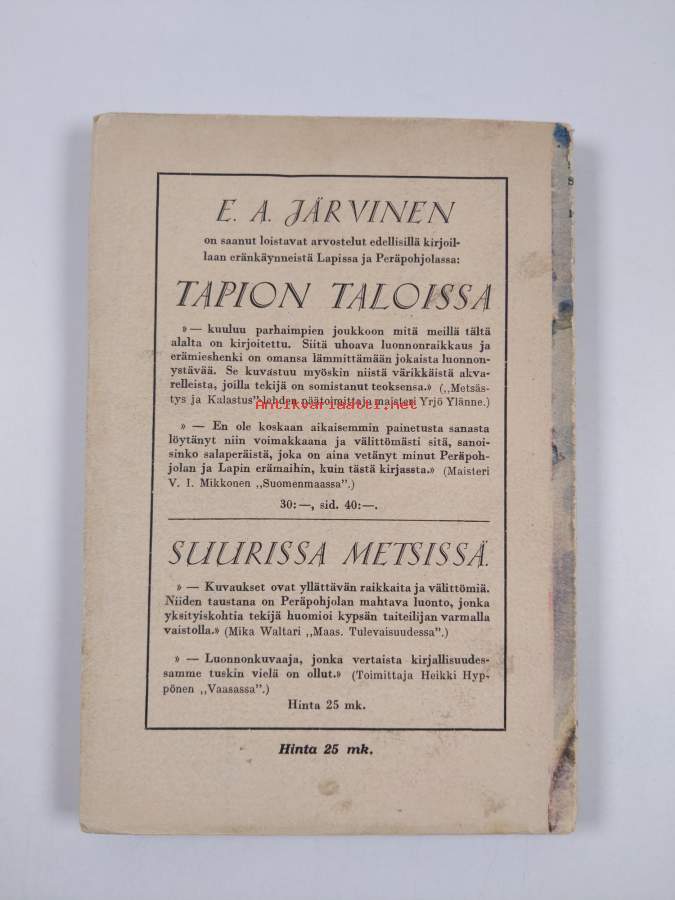 E. A. JÄRVINEN
on saanut loistavat arvostelut edellisillä kirjoil-
laan eränkäynneistä Lapissa ja Peräpohjolassa:
TAPION TALOISSA
» — kuuluu parhaimpien joukkoon mitä meillä tältä
alalta on kirjoitettu. Siitä uhoava luonnonraikkaus ja
erämieshenki on omansa lämmittämään jokaista luonnon-
ystävää. Se kuvastuu myöskin niistä värikkäistä akva-
relleista, joilla tekijä on somistanut teoksensa.» („Metsäs-
tys ja Kalastus" lehden päätoimittaja maisteri Yrjö Ylänne.)
Antikvariaatti.net
» — En ole koskaan aikaisemmin painetusta sanasta
löytänyt niin voimakkaana ja välittömästi sitä, sanoi-
sinko salaperäistä, joka on aina vetänyt minut Peräpoh-
jolan ja Lapin erämaihin, kuin tästä kirjassta.» (Maisteri
V. I. Mikkonen „Suomenmaassa".)
30: —, sid. 40: —.
SUURISSA METSISSÄ.
» — Kuvaukset ovat yllättävän raikkaita ja välittömiä.
Niiden taustana on Peräpohjolan mahtava luonto, jonka
yksityiskohtia tekijä huomioi kypsän taiteilijan varmalla
vaistolla.» (Mika Waltari „Maas. Tulevaisuudessa".)
» — Luonnonkuvaaja, jonka vertaista kirjallisuudes-
samme tuskin vielä on ollut.» (Toimittaja Heikki Hyp-
pönen „Vaasassa".)
Hinta 25 mk.
Hinta 25 mk.